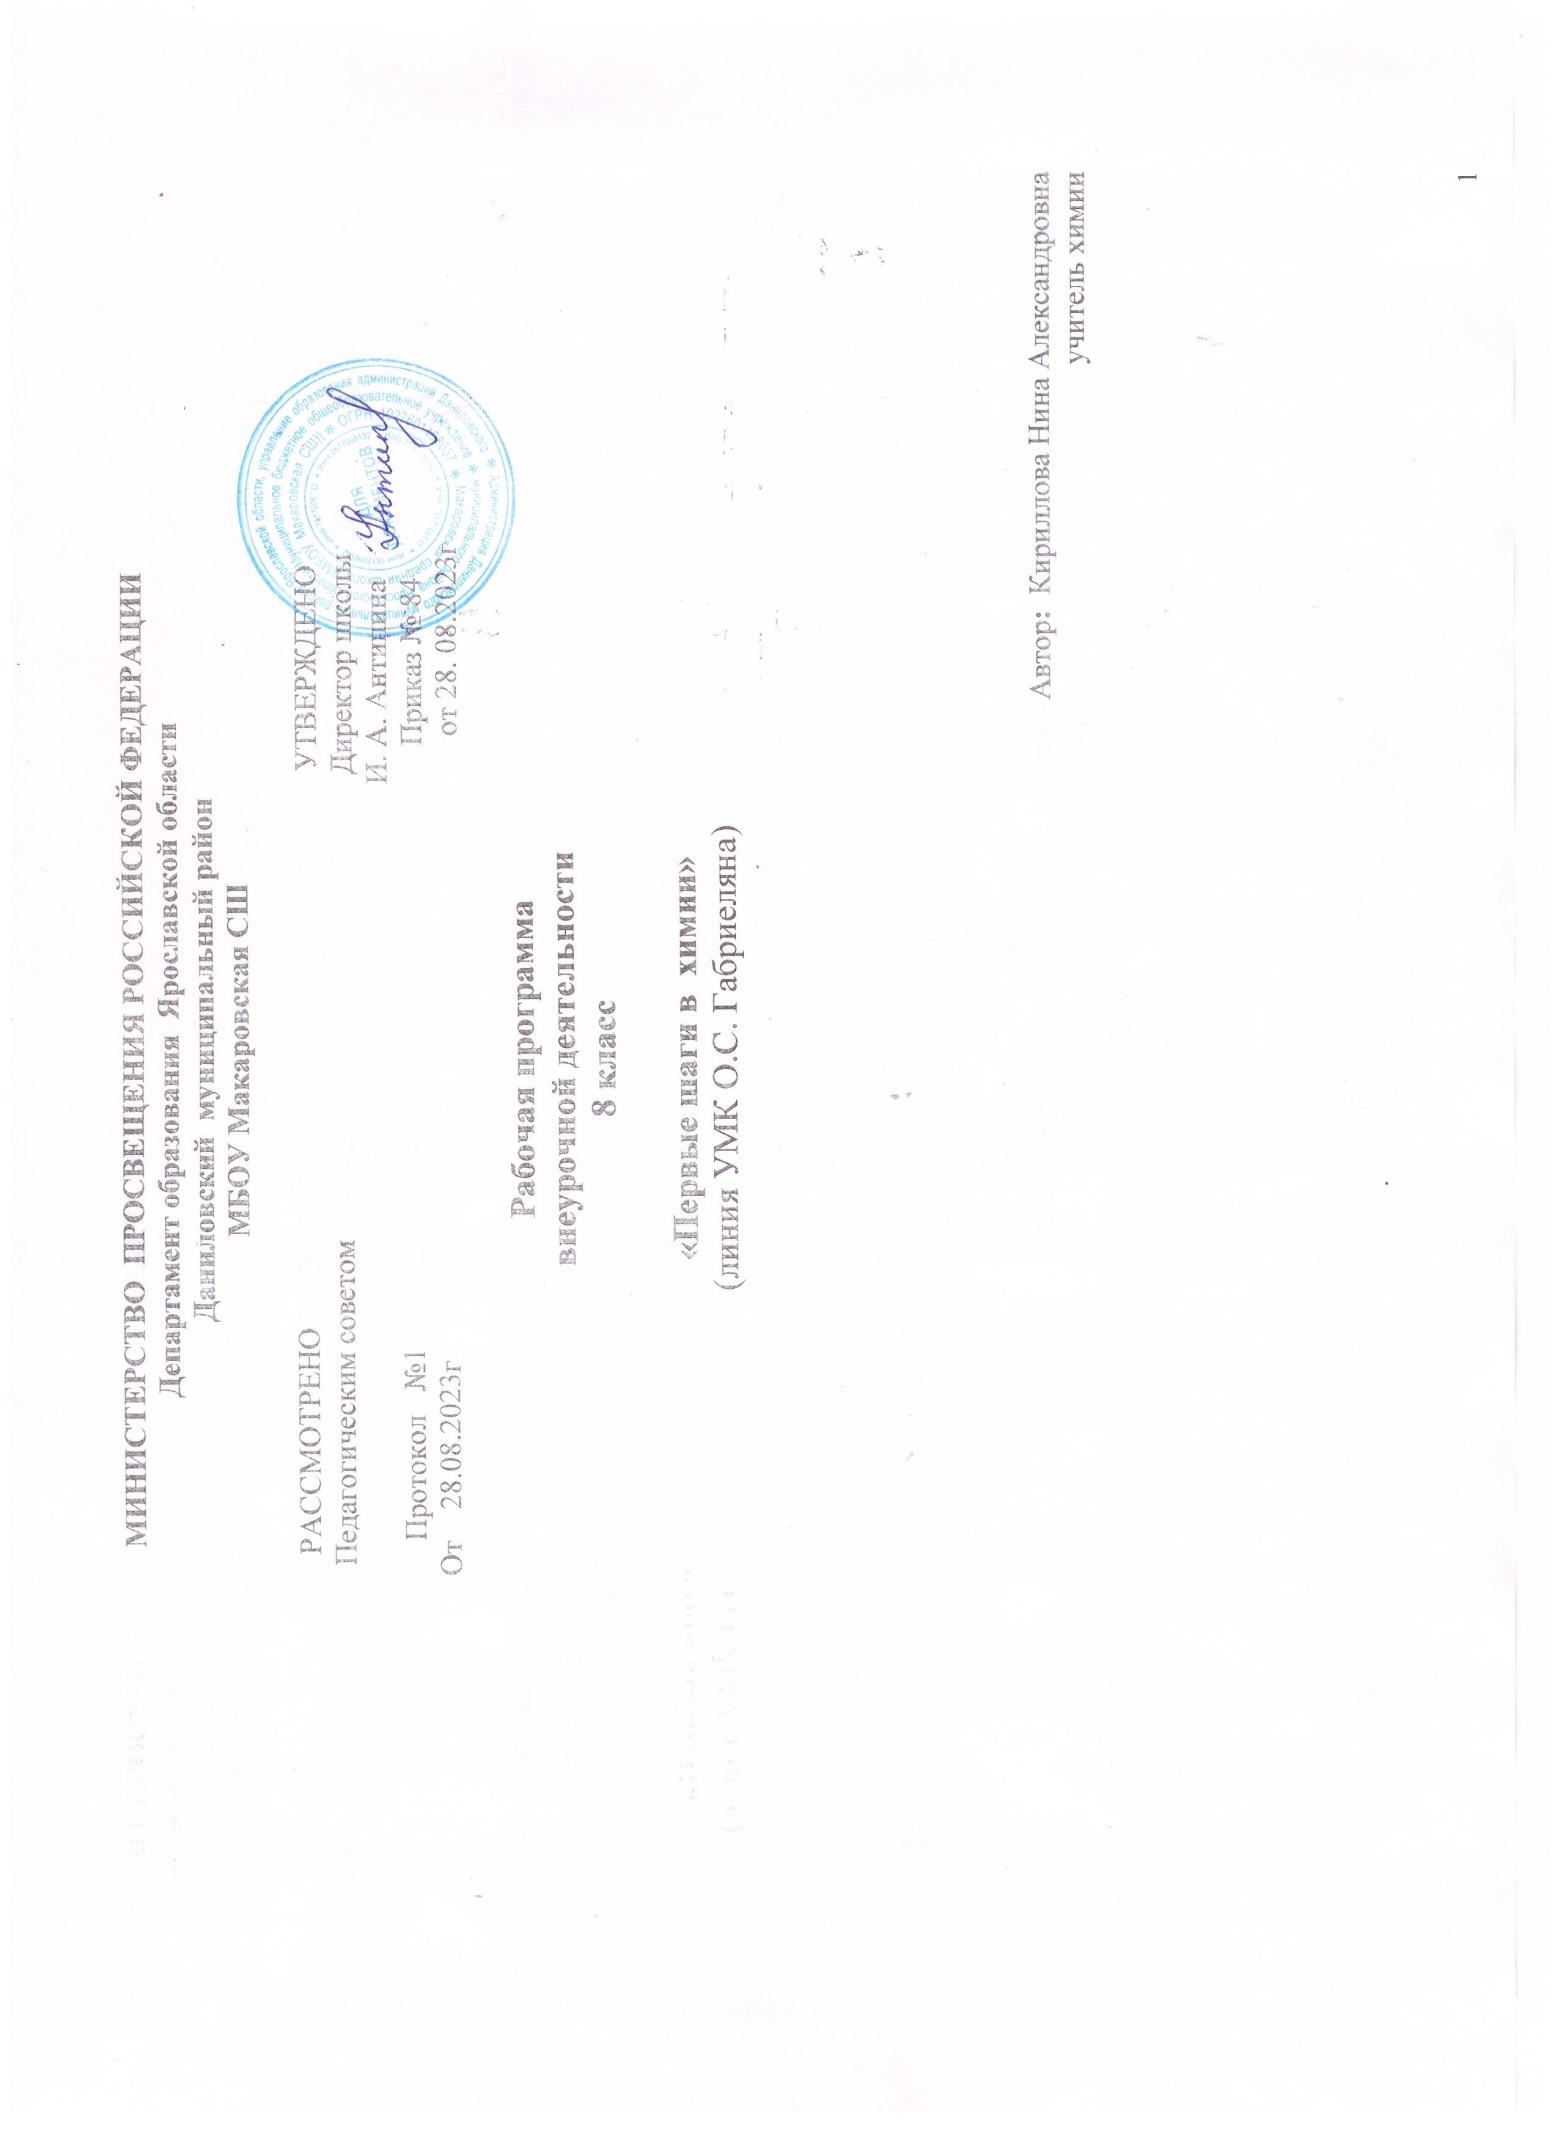 МИНИСТЕРСТВО ПРОСВЕЩЕНИЯ РОССИЙСКОЙ ФЕДЕРАЦИИ
Департамент образования Ярославской области
Даниловский муниципальный район
МБОУ Макаровская СШ
РАССМОТРЕНО
Педагогическим советом
Протокол №1
От 28.08.2023г
УТВЕРЖДЕНО
Директор школы
И. А. Антипина
Приказ № 84
от 28. 08.2023г
Рабочая программа
внеурочной деятельности
8 класс
«Первые шаги в химии»
(линия УМК О.С. Габриеляна)
Автор: Кириллова Нина Александровна
учитель химии
1